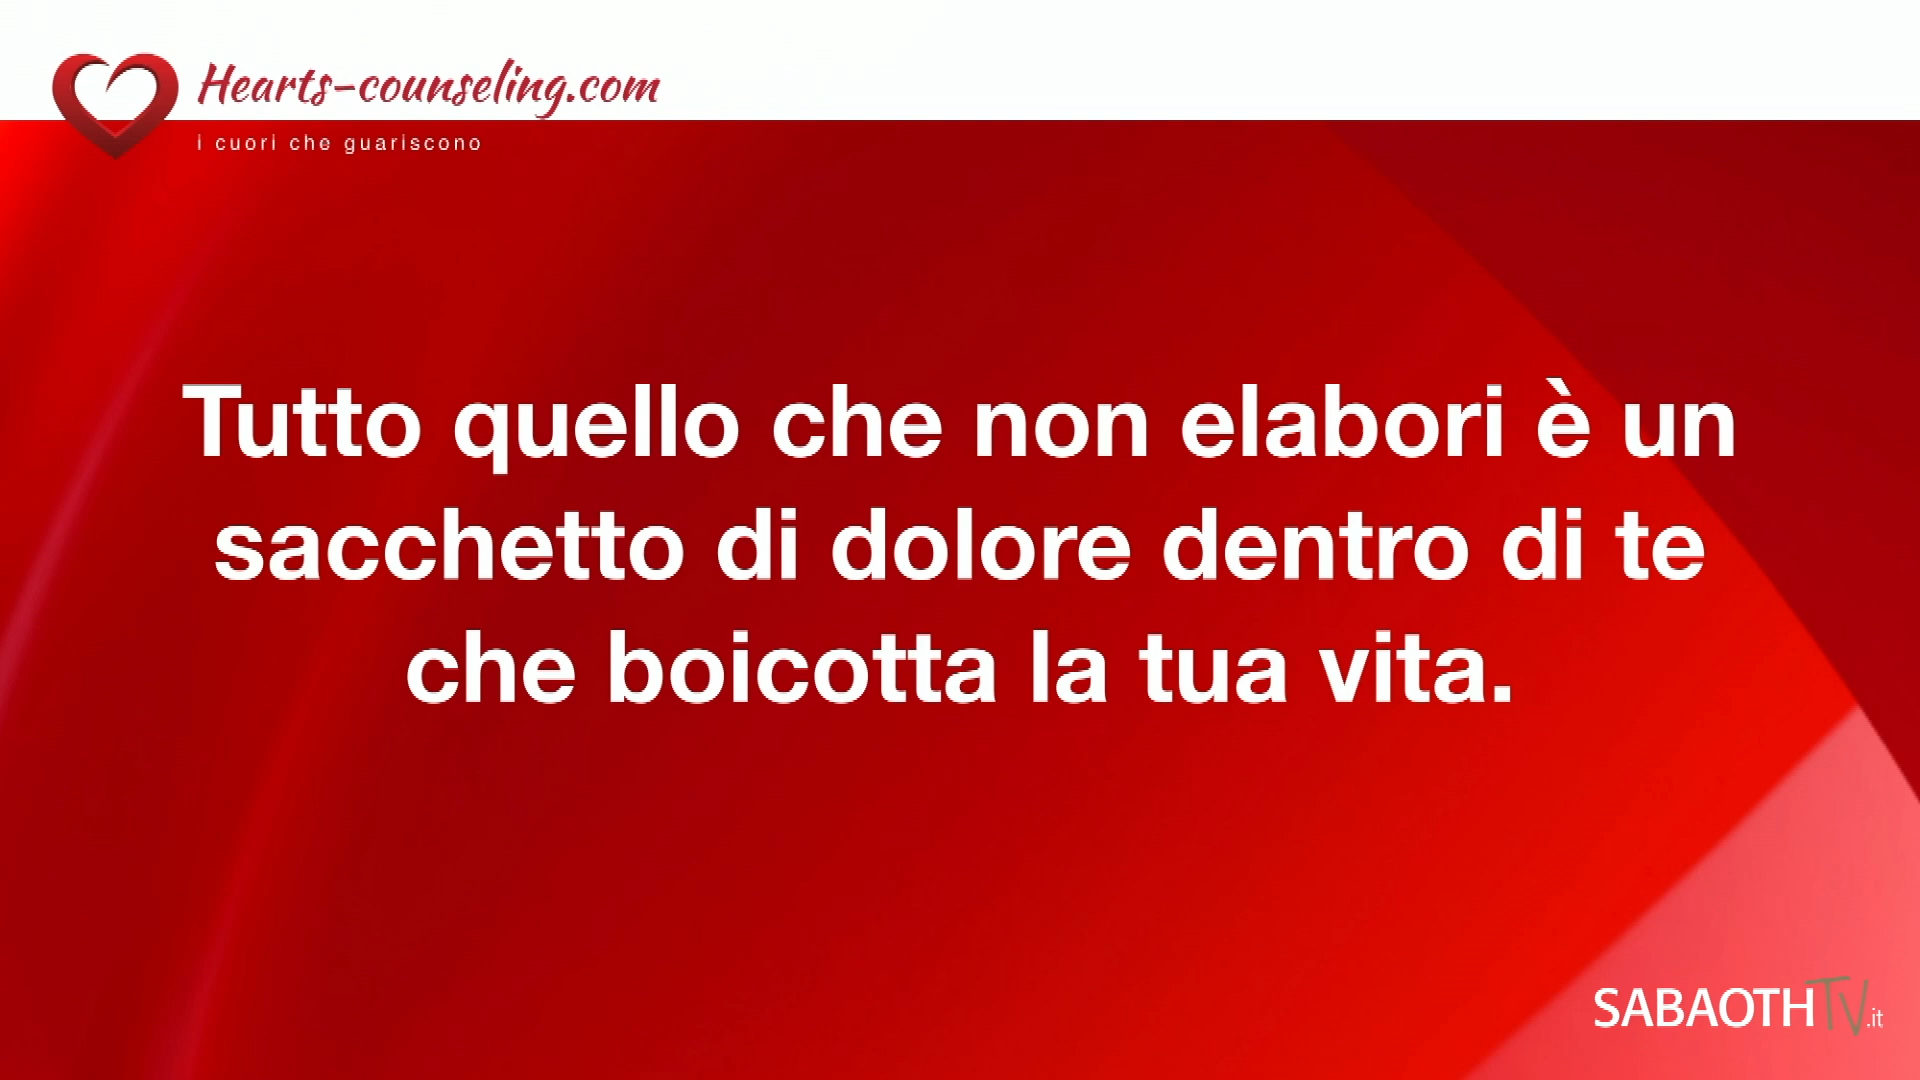 Hearts-counseling.com
i cuori che guariscono
Tutto quello che non elabori è un
sacchetto di dolore dentro di te
che boicotta la tua vita.
SABAOTHTV.it